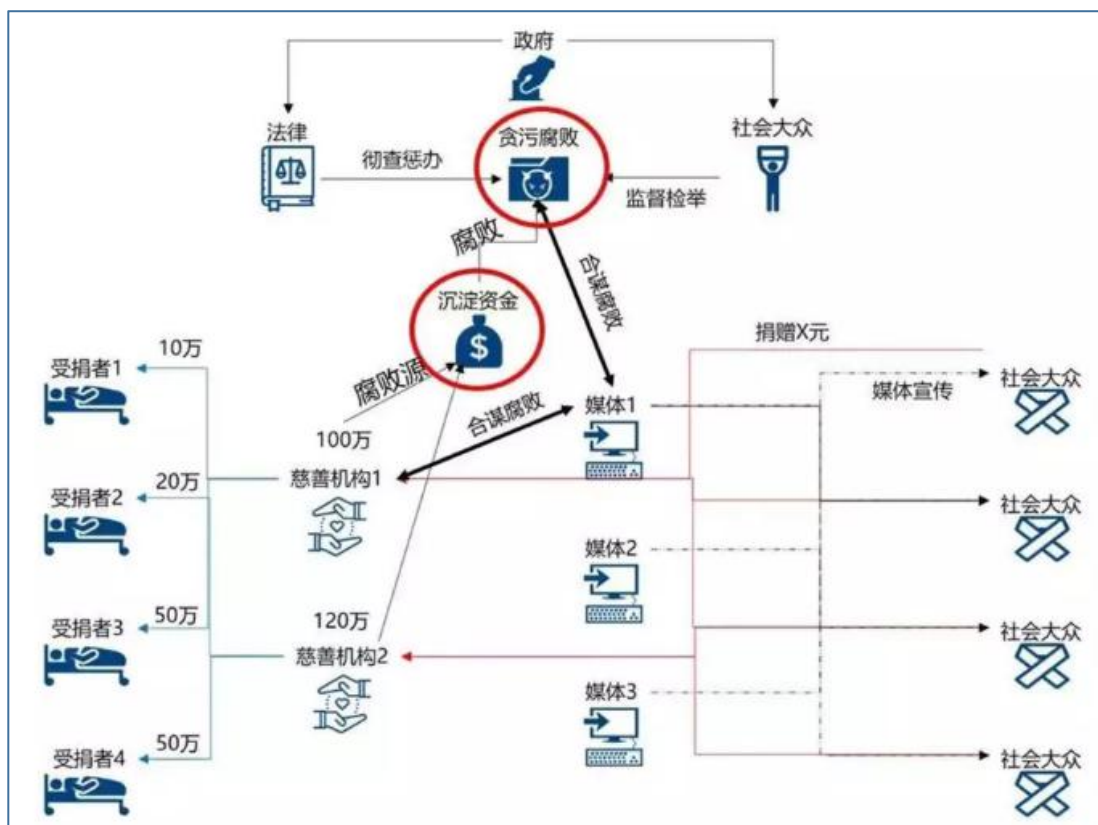 政府
法律
贪污腐败
社会大众
彻查惩办
监督检举
腐败
合谋腐败
沉淀资金
$
捐赠X元
10万
受捐者1
腐败源
媒体宣传
社会大众
合谋腐败
媒体1
100万
慈善机构1
20万
受捐者2
社会大众
媒体2
50万
受捐者3
120万
社会大众
慈善机构2
媒体3
50万
受捐者4
社会大众